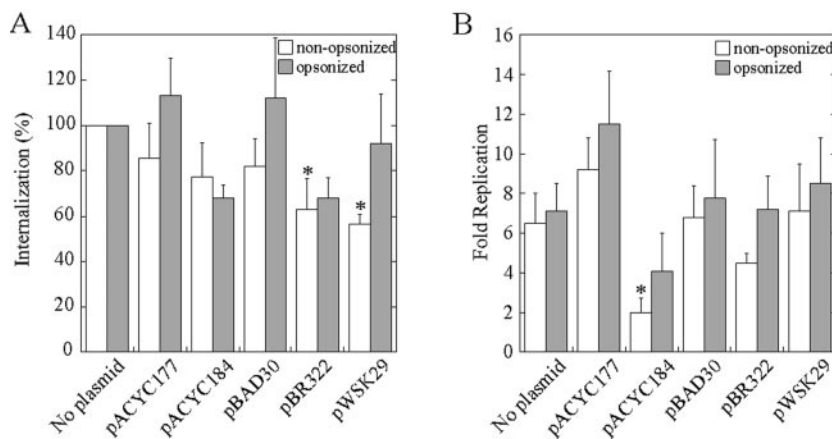 A
Internalization (%)
140
120
100
80
60
40
20
0
non-opsonized
opsonized
*
*
No plasmid
pACYC177
pACYC184
pBAD30
pBR322
pWSK29
B
Fold Replication
16
14
12
10
8
6
4
2
0
non-opsonized
opsonized
*
No plasmid
pACYC177
pACYC184
pBAD30
pBR322
pWSK29